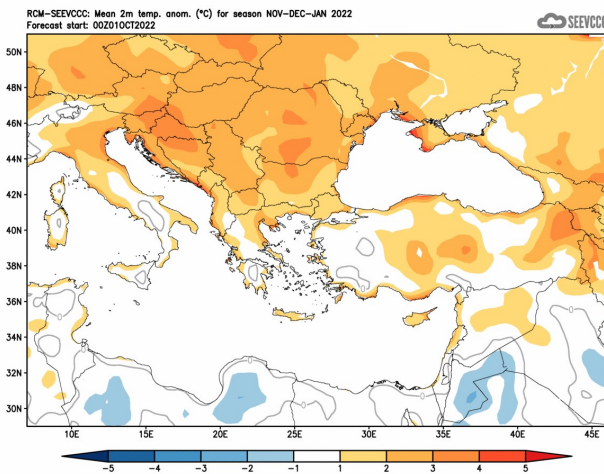 RCM-SEEVCCC: Mean 2m temp. anom. (°C) for season NOV-DEC-JAN 2022
Forecast start: 00Z01OCT2022
SEEVCCC
50N
48N
46N
44N
42N
40N
38N
36N
34N
32N
30N
10E 15E 20E 25E 30E 35E 40E 45E
-5 -4 -3 -2 -1 1 2 3 4 5